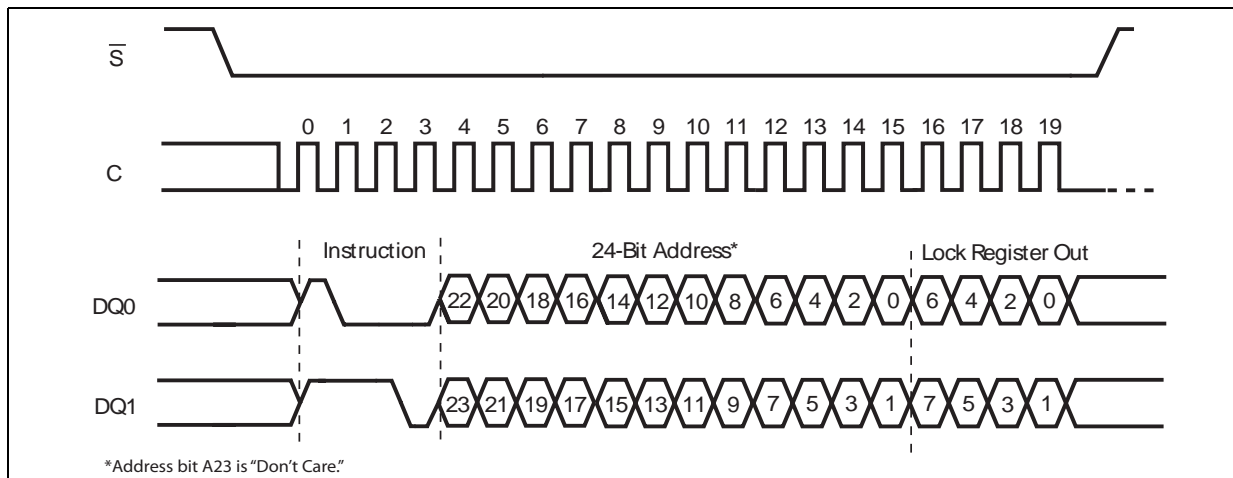 S
0 1 2 3 4 5 6 7 8 9 10 11 12 13 14 15 16 17 18 19
C
Instruction 24-Bit Address* Lock Register Out
DQ0 22 20 18 16 14 12 10 8 6 4 2 0 6 4 2 0
DQ1 23 21 19 17 15 13 11 9 7 5 3 1 7 5 3 1
*Address bit A23 is “Don’t Care.”